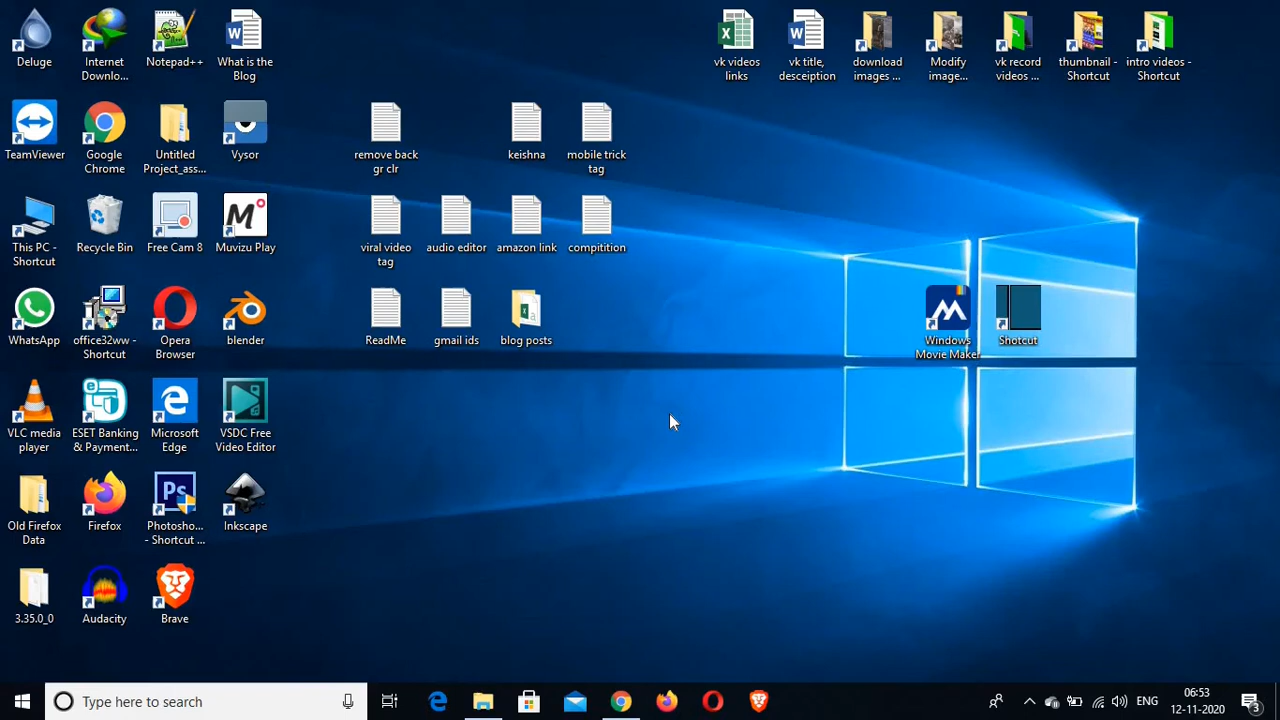 Deluge
Internet
Downlo...
Notepad++
What is the
Blog
vk videos
links
vk title,
desceiption
download
images ...
Modify
image...
vk record
videos ...
thumbnail -
Shortcut
intro videos -
Shortcut
TeamViewer
Google
Chrome
Untitled
Project_ass...
Vysor
remove back
gr clr
keishna
mobile trick
tag
This PC -
Shortcut
Recycle Bin
Free Cam 8
Muvizu Play
viral video
tag
audio editor
amazon link
compitition
WhatsApp
office32ww -
Shortcut
Opera
Browser
blender
ReadMe
gmail ids
blog posts
Windows
Movie Maker
Shotcut
VLC media
player
ESET Banking
& Payment...
Microsoft
Edge
VSDC Free
Video Editor
Old Firefox
Data
Firefox
Ps
Photosho...
- Shortcut ...
Inkscape
3.35.0_0
Audacity
Brave
Type here to search
ENG
06:53
12-11-2020
3